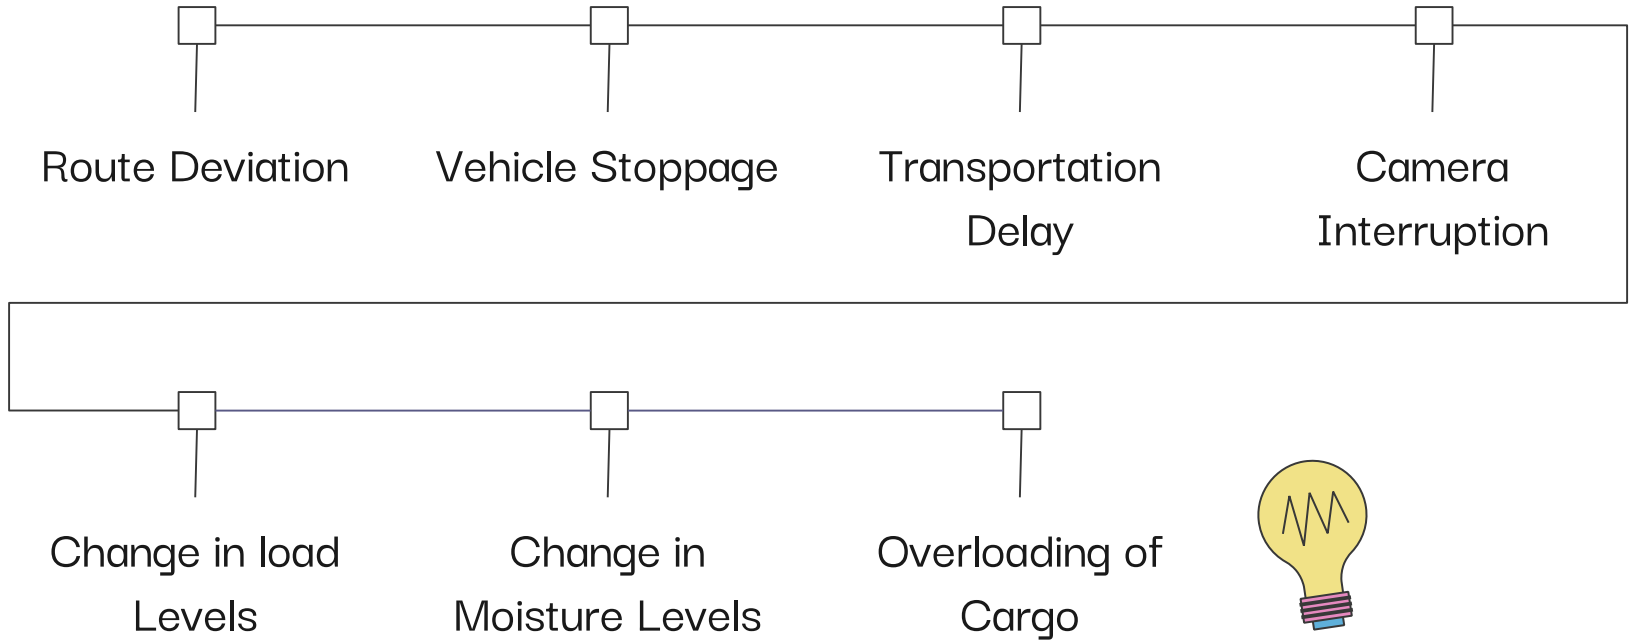 Route Deviation
Vehicle Stoppage
Transportation
Delay
Camera
Interruption
Change in load
Levels
Change in
Moisture Levels
Overloading of
Cargo